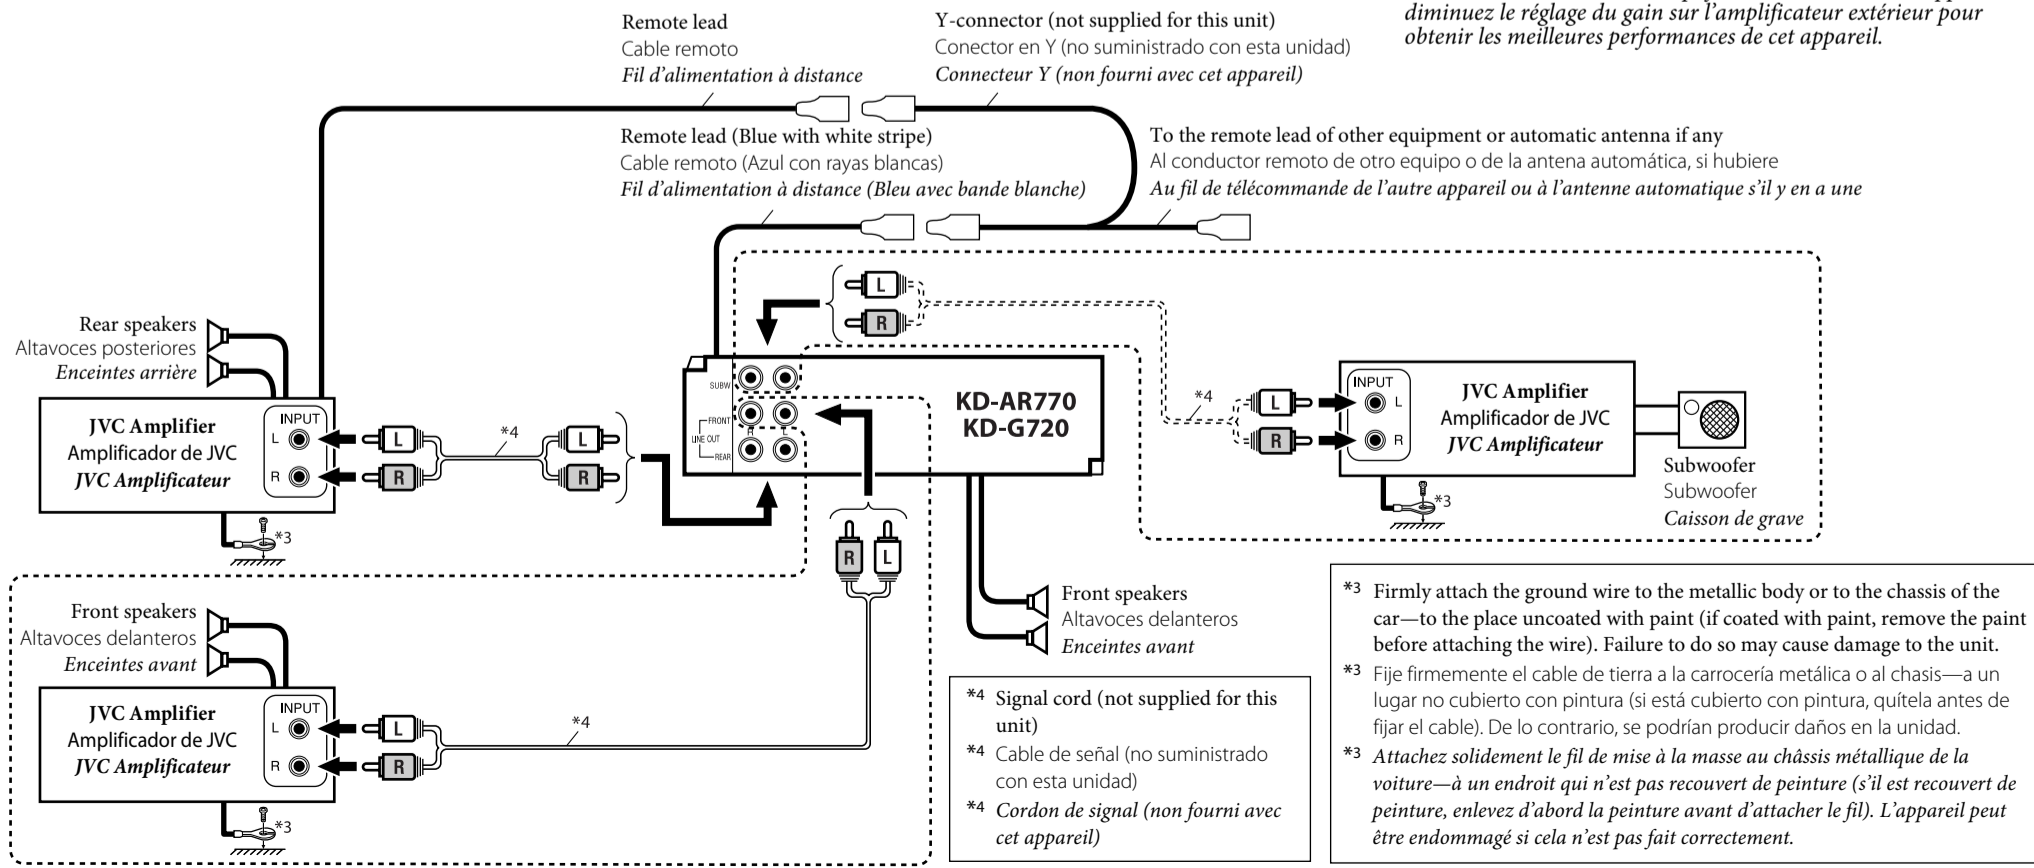 diminuez le réglage du gain sur l'amplificateur extérieur pour
obtenir les meilleures performances de cet appareil.
Remote lead
Cable remoto
Fil d'alimentation à distance
Y-connector (not supplied for this unit)
Conector en Y (no suministrado con esta unidad)
Connecteur Y (non fourni avec cet appareil)
Remote lead (Blue with white stripe)
Cable remoto (Azul con rayas blancas)
Fil d'alimentation à distance (Bleu avec bande blanche)
To the remote lead of other equipment or automatic antenna if any
Al conductor remoto de otro equipo o de la antena automática, si hubiere
Au fil de télécommande de l'autre appareil ou à l'antenne automatique s'il y en a une
L
R
Rear speakers
Altavoces posteriores
Enceintes arrière
JVC Amplifier
Amplificador de JVC
JVC Amplificateur
INPUT
L
R
L
R
*4
L
R
SUBW
FRONT
LINE OUT
REAR
R
KD-AR770
KD-G720
*4
L
R
INPUT
L
R
JVC Amplifier
Amplificador de JVC
JVC Amplificateur
Subwoofer
Subwoofer
Caisson de grave
*3
*3
R
L
Front speakers
Altavoces delanteros
Enceintes avant
Front speakers
Altavoces delanteros
Enceintes avant
JVC Amplifier
Amplificador de JVC
JVC Amplificateur
INPUT
L
R
L
R
*4
*3
*4 Signal cord (not supplied for this
unit)
*4 Cable de señal (no suministrado
con esta unidad)
*4 Cordon de signal (non fourni avec
cet appareil)
*3 Firmly attach the ground wire to the metallic body or to the chassis of the
car—to the place uncoated with paint (if coated with paint, remove the paint
before attaching the wire). Failure to do so may cause damage to the unit.
*3 Fije firmemente el cable de tierra a la carrocería metálica o al chasis—a un
lugar no cubierto con pintura (si está cubierto con pintura, quítela antes de
fijar el cable). De lo contrario, se podrían producir daños en la unidad.
*3 Attachez solidement le fil de mise à la masse au châssis métallique de la
voiture—à un endroit qui n'est pas recouvert de peinture (s'il est recouvert de
peinture, enlevez d'abord la peinture avant d'attacher le fil). L'appareil peut
être endommagé si cela n'est pas fait correctement.